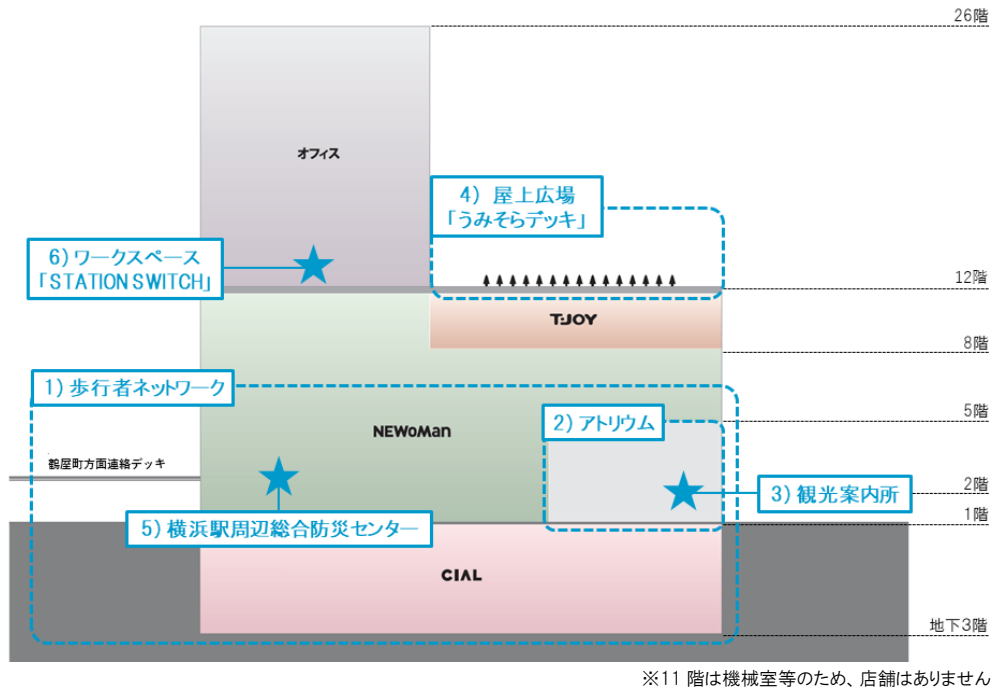 26階
オフィス
4) 屋上広場
「うみそらデッキ」
6)ワークスペース
「STATION SWITCH」
12階
T・JOY
8階
1)歩行者ネットワーク
5階
2)アトリウム
NEWoMan
鶴屋町方面連絡デッキ
2階
3)観光案内所
1階
5)横浜駅周辺総合防災センター
CIAL
地下3階
※11 階は機械室等のため、店舗はありません